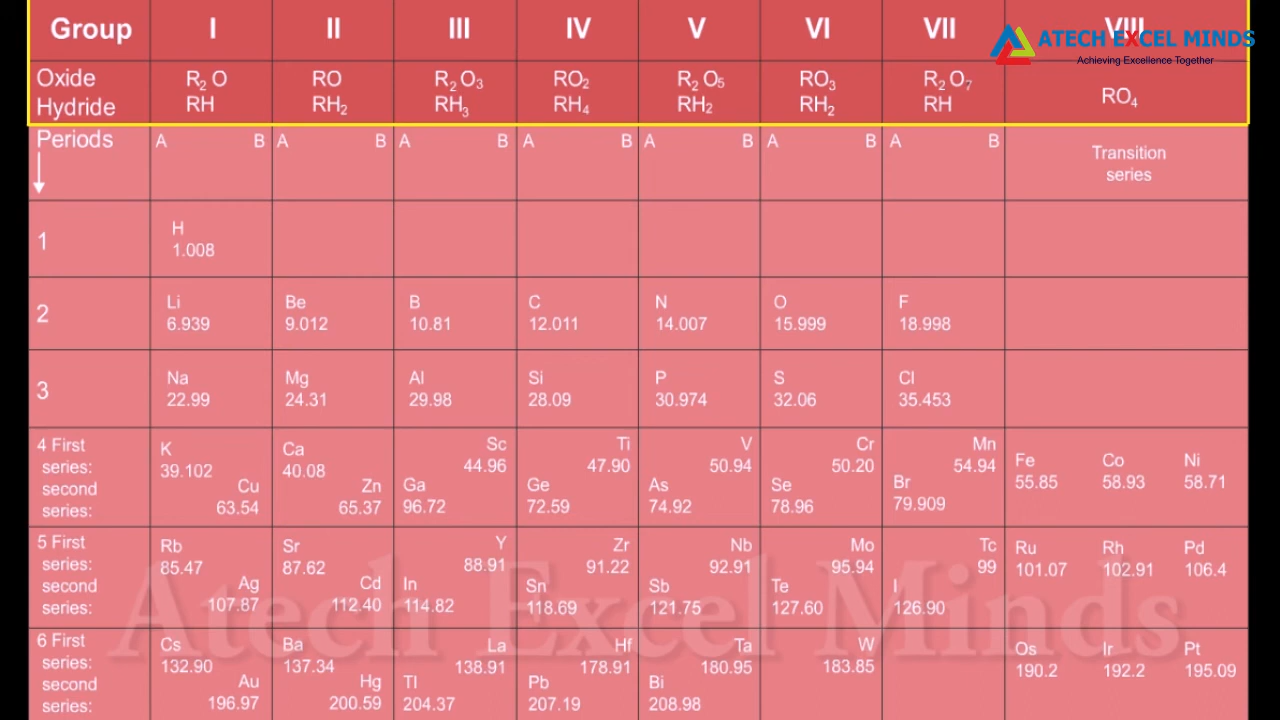 Group I II III IV V VI VII VIII
ATECH EXCEL MINDS
Achieving Excellence Together
Oxide R₂ O RO R₂ O₃ RO₂ R₂ O₅ RO₃ R₂ O₇
Hydride RH RH₂ RH₃ RH₄ RH₂ RH₂ RH RO₄
Periods A B A B A B A B A B A B A B Transition
series
H
1 1.008
Li Be B C N O F
2 6.939 9.012 10.81 12.011 14.007 15.999 18.998
Na Mg Al Si P S Cl
3 22.99 24.31 29.98 28.09 30.974 32.06 35.453
4 First K Ca Sc Ti V Cr Mn Fe Co Ni
series: 39.102 40.08 44.96 47.90 50.94 50.20 54.94 55.85 58.93 58.71
second Cu Zn Ga Ge As Se Br
series: 63.54 65.37 96.72 72.59 74.92 78.96 79.909
5 First Rb Sr Y Zr Nb Mo Tc Ru Rh Pd
series: 85.47 87.62 88.91 91.22 92.91 95.94 99 101.07 102.91 106.4
second Ag Cd In Sn Sb Te I
series: 107.87 112.40 114.82 118.69 121.75 127.60 126.90
Atech Excel Minds
6 First Cs Ba La Hf Ta W Os Ir Pt
series: 132.90 137.34 138.91 178.91 180.95 183.85 190.2 192.2 195.09
second Au Hg Tl Pb Bi
series: 196.97 200.59 204.37 207.19 208.98